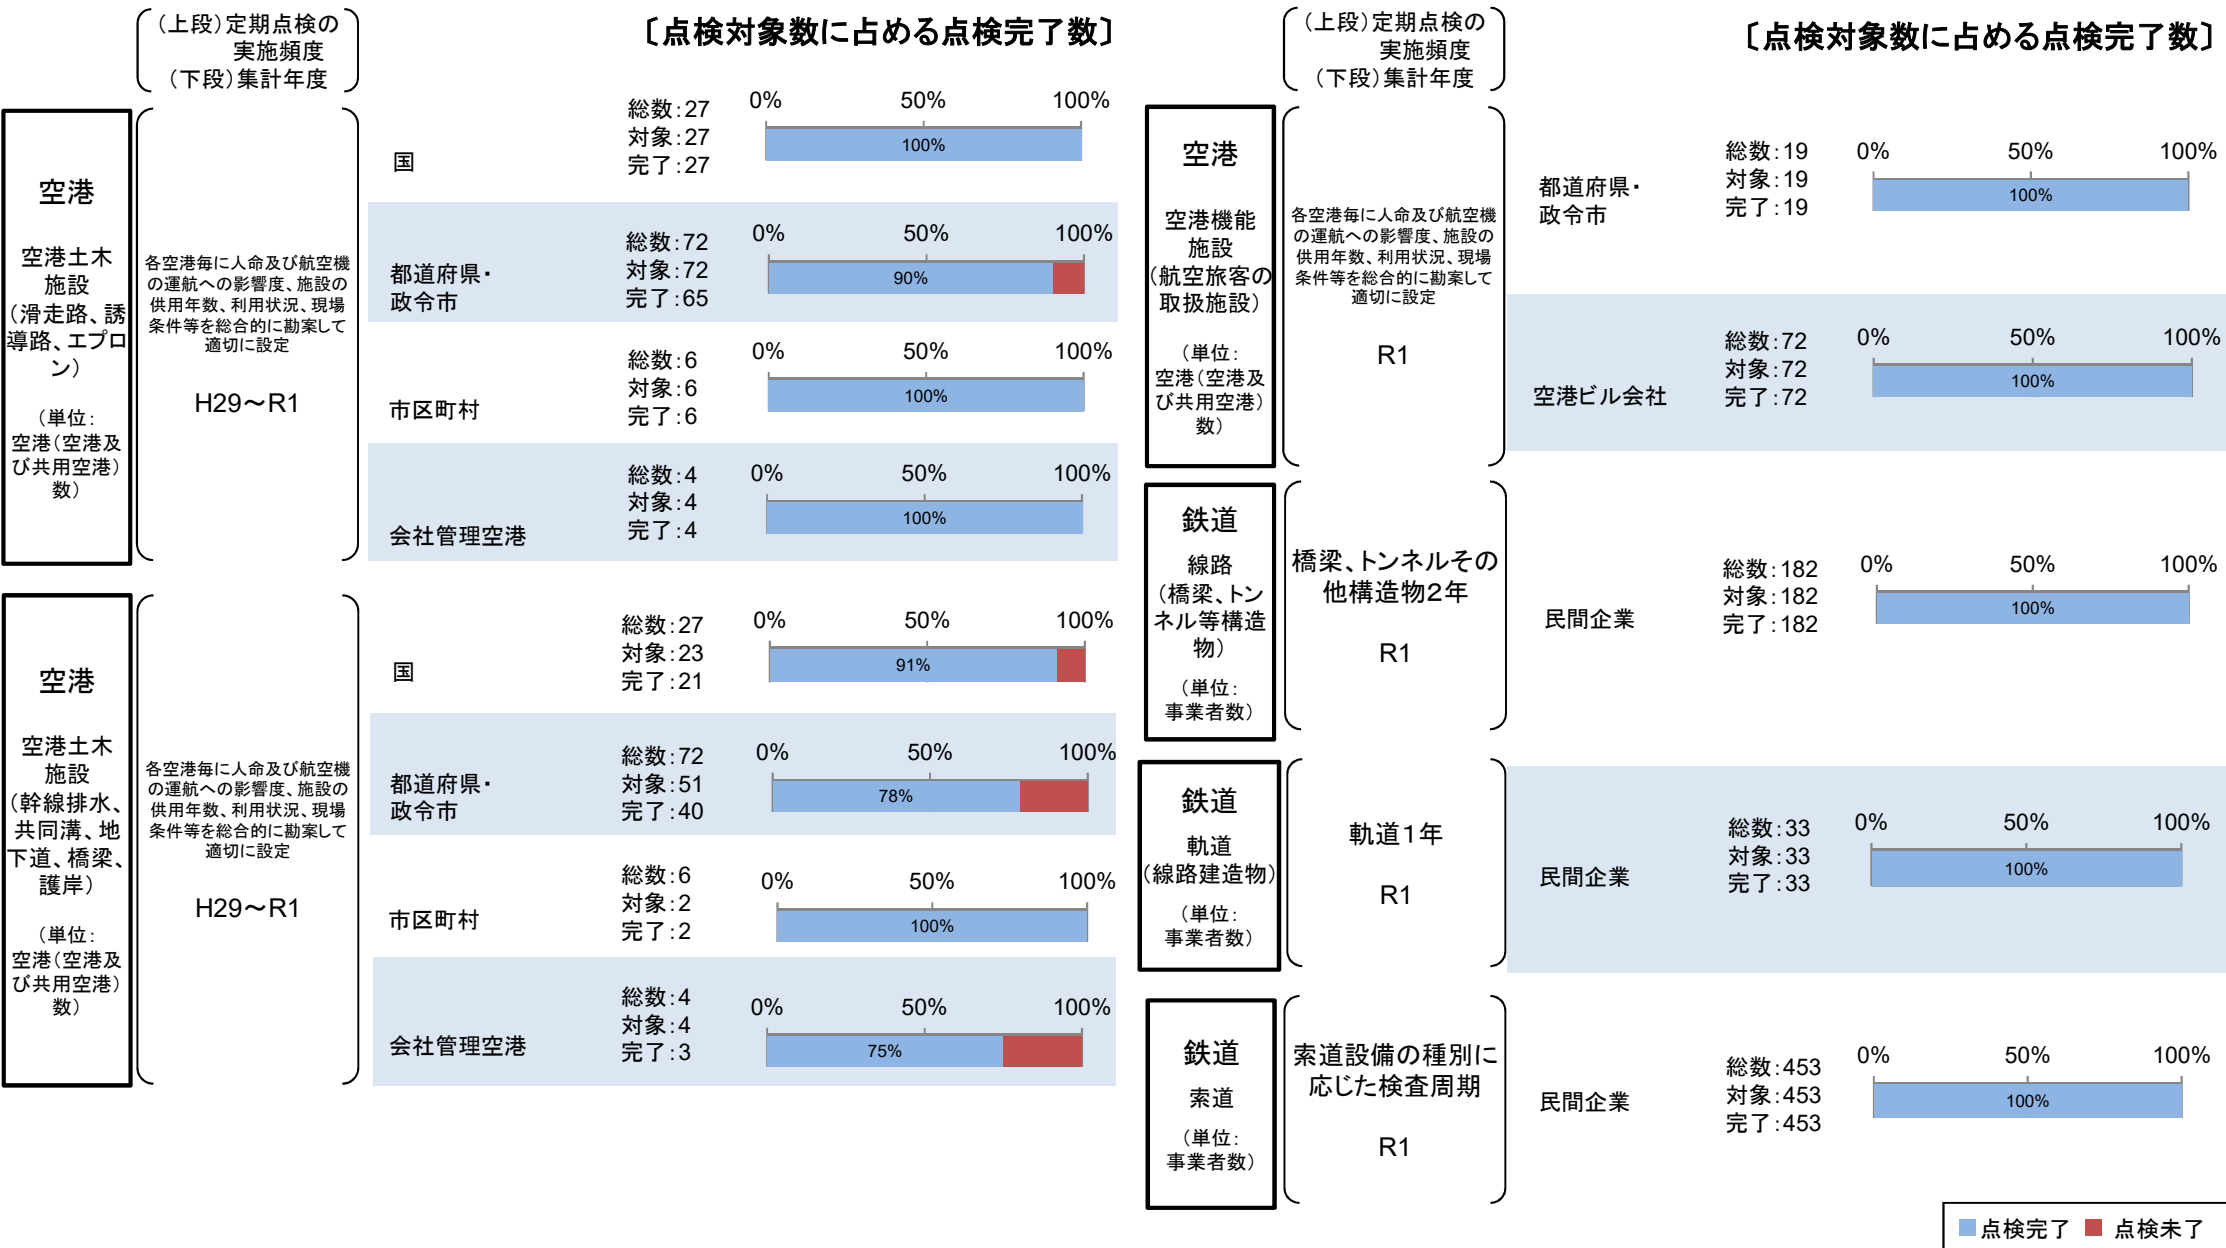 （上段）定期点検の
実施頻度
（下段）集計年度
〔点検対象数に占める点検完了数〕
空港
空港土木
施設
（滑走路、誘
導路、エプロ
ン）
（単位：
空港（空港及
び共用空港）
数）
各空港毎に人命及び航空機
の運航への影響度、施設の
供用年数、利用状況、現場
条件等を総合的に勘案して
適切に設定
H29～R1
国
総数：27
対象：27
完了：27
0% 50% 100%
100%
都道府県・
政令市
総数：72
対象：72
完了：65
0% 50% 100%
90%
市区町村
総数：6
対象：6
完了：6
0% 50% 100%
100%
会社管理空港
総数：4
対象：4
完了：4
0% 50% 100%
100%
空港
空港土木
施設
（幹線排水、
共同溝、地
下道、橋梁、
護岸）
（単位：
空港（空港及
び共用空港）
数）
各空港毎に人命及び航空機
の運航への影響度、施設の
供用年数、利用状況、現場
条件等を総合的に勘案して
適切に設定
H29～R1
国
総数：27
対象：23
完了：21
0% 50% 100%
91%
都道府県・
政令市
総数：72
対象：51
完了：40
0% 50% 100%
78%
市区町村
総数：6
対象：2
完了：2
0% 50% 100%
100%
会社管理空港
総数：4
対象：4
完了：3
0% 50% 100%
75%
（上段）定期点検の
実施頻度
（下段）集計年度
〔点検対象数に占める点検完了数〕
空港
空港機能
施設
（航空旅客の
取扱施設）
（単位：
空港（空港及
び共用空港）
数）
各空港毎に人命及び航空機
の運航への影響度、施設の
供用年数、利用状況、現場
条件等を総合的に勘案して
適切に設定
R1
都道府県・
政令市
総数：19
対象：19
完了：19
0% 50% 100%
100%
空港ビル会社
総数：72
対象：72
完了：72
0% 50% 100%
100%
鉄道
線路
（橋梁、トン
ネル等構造
物）
（単位：
事業者数）
橋梁、トンネルその
他構造物２年
R1
民間企業
総数：182
対象：182
完了：182
0% 50% 100%
100%
鉄道
軌道
（線路建造物）
（単位：
事業者数）
軌道１年
R1
民間企業
総数：33
対象：33
完了：33
0% 50% 100%
100%
鉄道
索道
（単位：
事業者数）
索道設備の種別に
応じた検査周期
R1
民間企業
総数：453
対象：453
完了：453
0% 50% 100%
100%
点検完了 点検未了